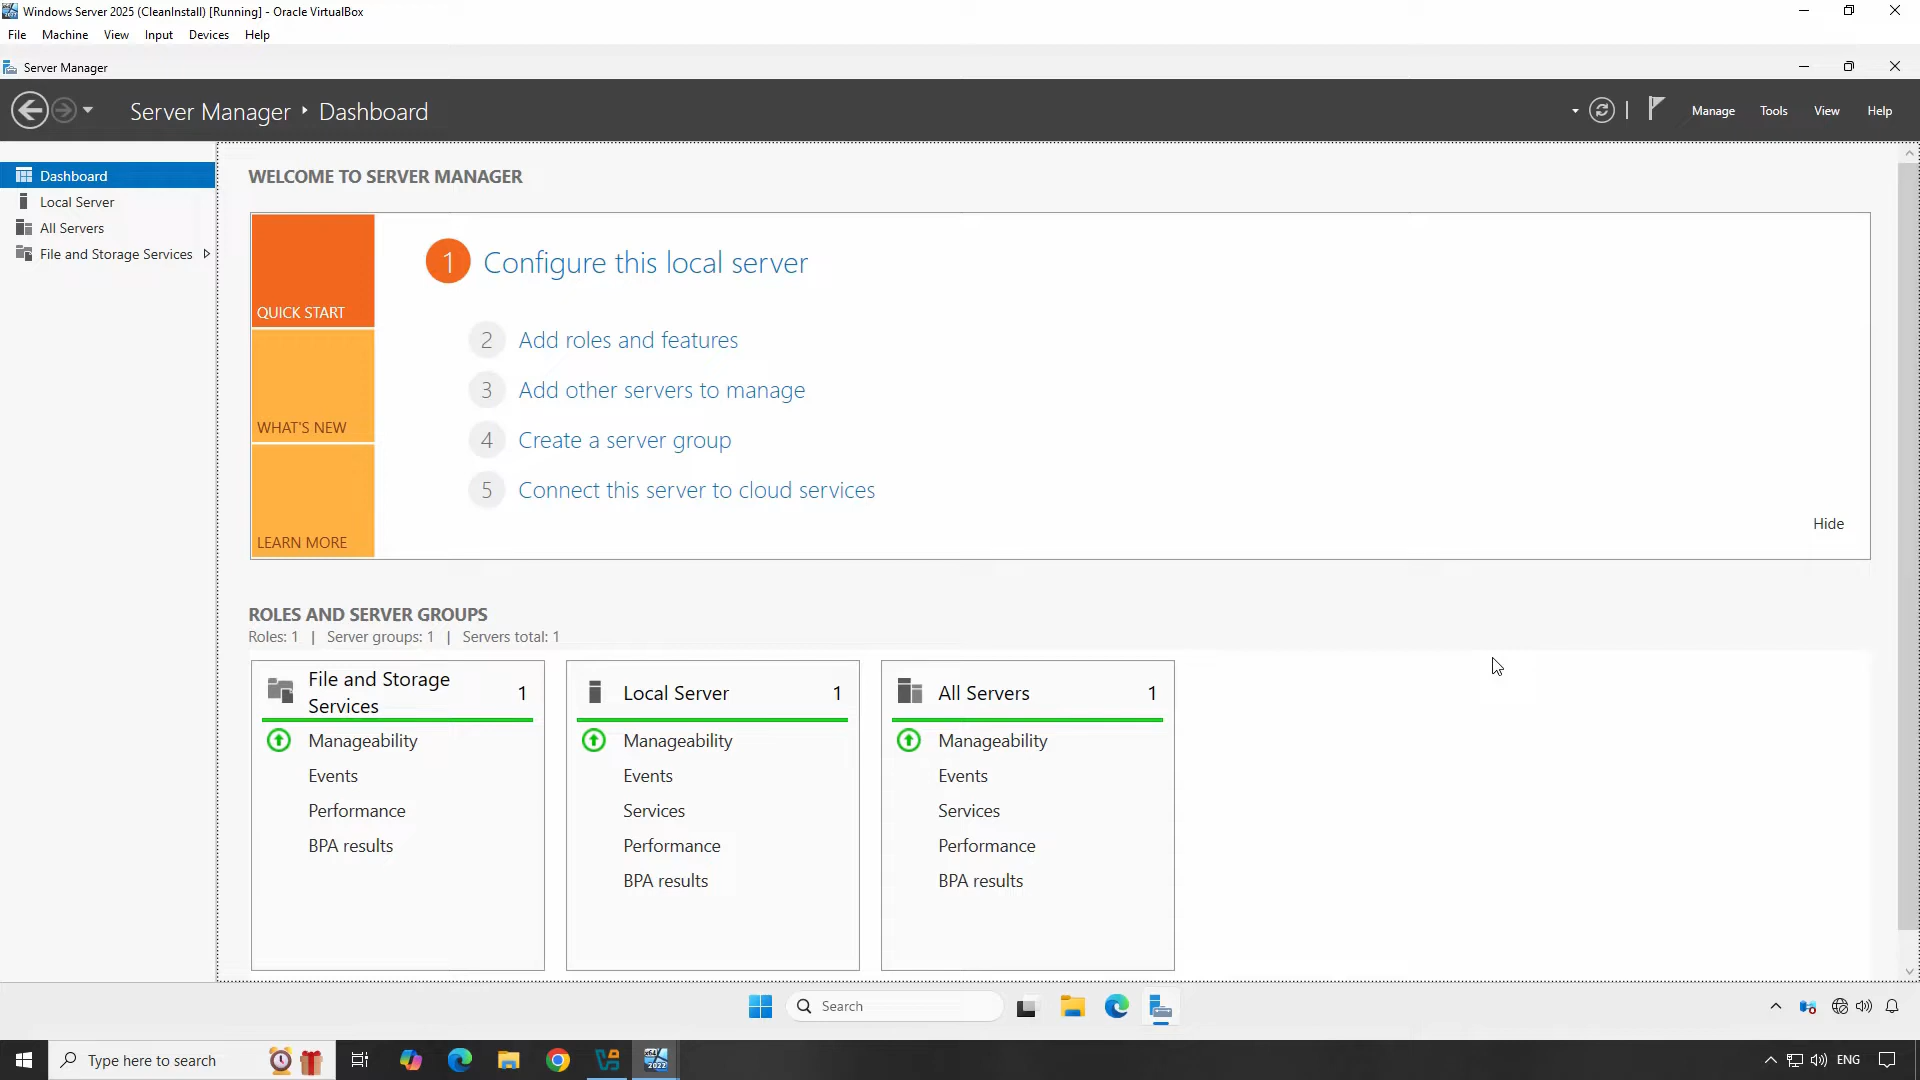 Windows Server 2025 (CleanInstall) [Running] - Oracle VirtualBox
File Machine View Input Devices Help
Server Manager
Server Manager ‣ Dashboard
Manage Tools View Help
Dashboard
Local Server
All Servers
File and Storage Services
WELCOME TO SERVER MANAGER
QUICK START
WHAT'S NEW
LEARN MORE
1 Configure this local server
2 Add roles and features
3 Add other servers to manage
4 Create a server group
5 Connect this server to cloud services
Hide
ROLES AND SERVER GROUPS
Roles: 1 | Server groups: 1 | Servers total: 1
File and Storage
Services
1
Manageability
Events
Performance
BPA results
Local Server 1
Manageability
Events
Services
Performance
BPA results
All Servers 1
Manageability
Events
Services
Performance
BPA results
Search
Type here to search
x64
2022
ENG